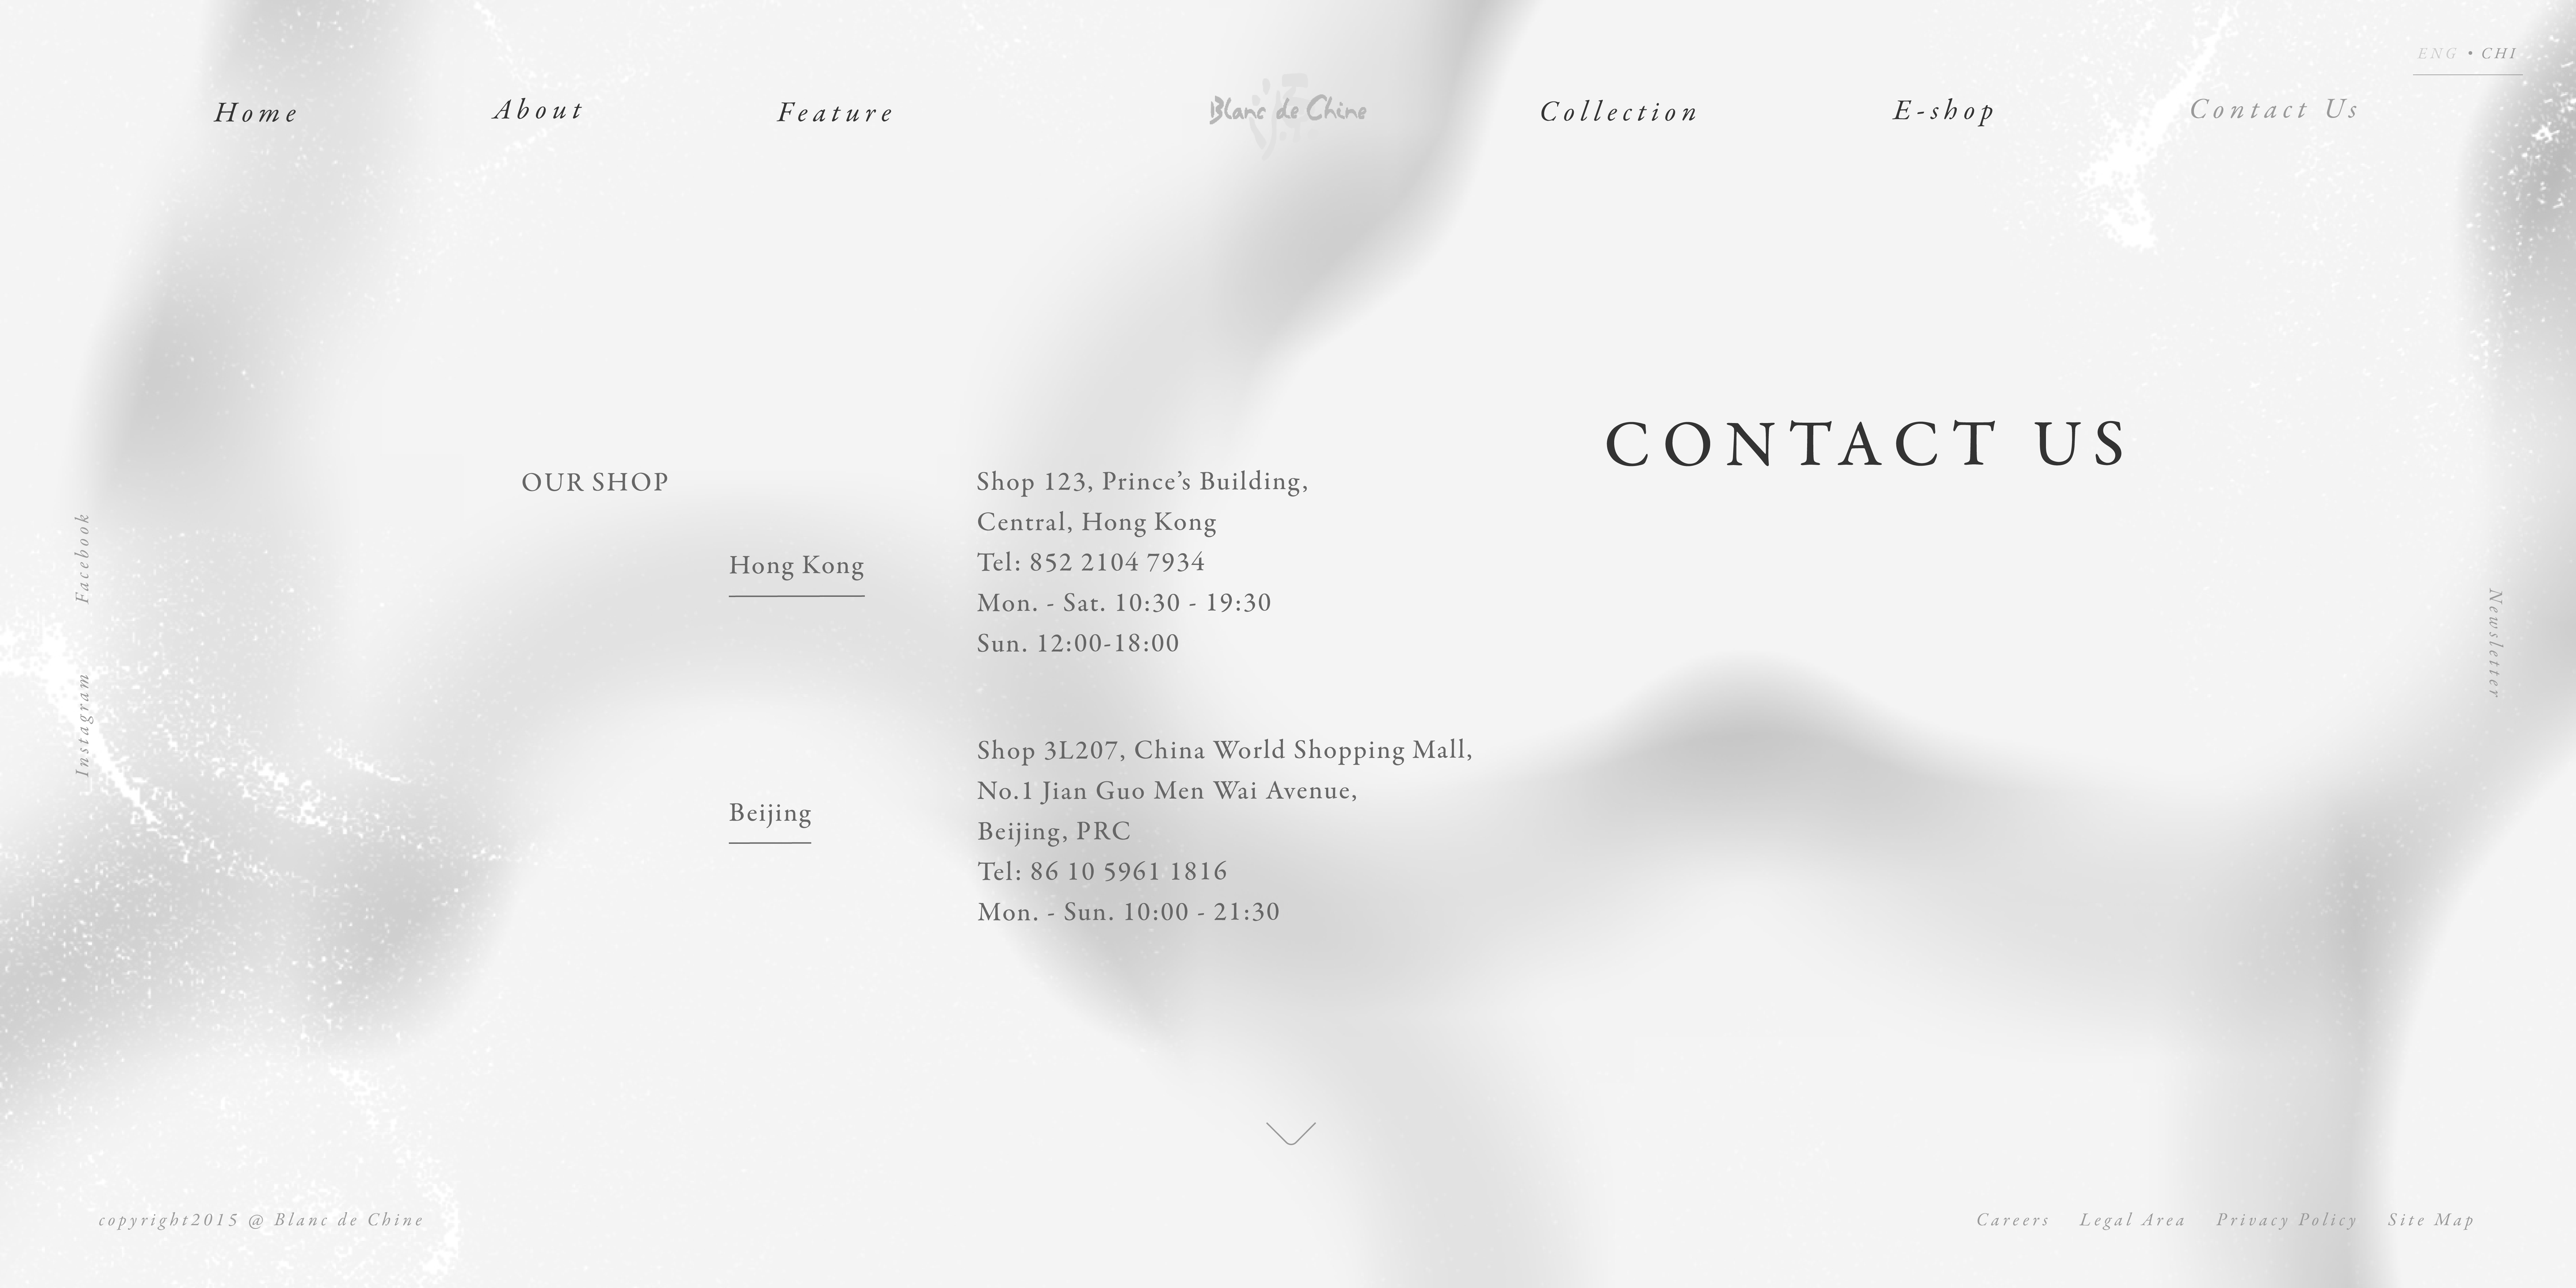 ENG • CHI
Home About Feature Blanc de Chine Collection E-shop Contact Us
CONTACT US
OUR SHOP
Hong Kong
Shop 123, Prince’s Building,
Central, Hong Kong
Tel: 852 2104 7934
Mon. - Sat. 10:30 - 19:30
Sun. 12:00-18:00
Beijing
Shop 3L207, China World Shopping Mall,
No.1 Jian Guo Men Wai Avenue,
Beijing, PRC
Tel: 86 10 5961 1816
Mon. - Sun. 10:00 - 21:30
Facebook
Instagram
Newsletter
copyright2015 @ Blanc de Chine
Careers Legal Area Privacy Policy Site Map